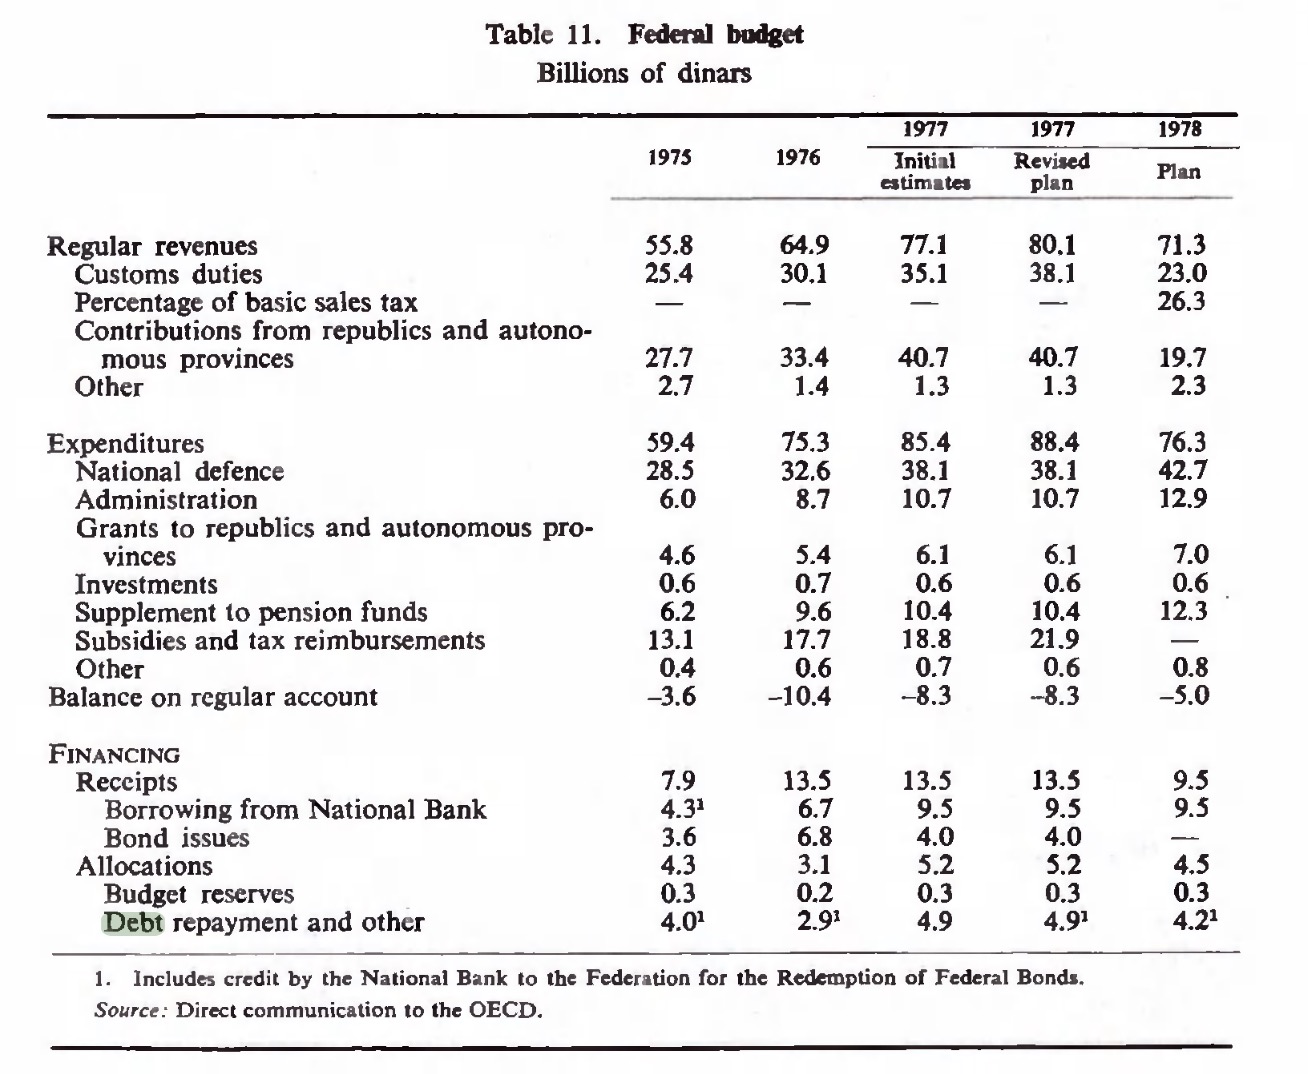 Table 11. Federal budget
Billions of dinars
1977 1977 1978
1975 1976 Initial estimates Revised plan Plan
Regular revenues 55.8 64.9 77.1 80.1 71.3
Customs duties 25.4 30.1 35.1 38.1 23.0
Percentage of basic sales tax — — — — 26.3
Contributions from republics and autono-
mous provinces 27.7 33.4 40.7 40.7 19.7
Other 2.7 1.4 1.3 1.3 2.3
Expenditures 59.4 75.3 85.4 88.4 76.3
National defence 28.5 32.6 38.1 38.1 42.7
Administration 6.0 8.7 10.7 10.7 12.9
Grants to republics and autonomous pro-
vinces 4.6 5.4 6.1 6.1 7.0
Investments 0.6 0.7 0.6 0.6 0.6
Supplement to pension funds 6.2 9.6 10.4 10.4 12.3
Subsidies and tax reimbursements 13.1 17.7 18.8 21.9 —
Other 0.4 0.6 0.7 0.6 0.8
Balance on regular account –3.6 –10.4 –8.3 –8.3 –5.0
FINANCING
Receipts 7.9 13.5 13.5 13.5 9.5
Borrowing from National Bank 4.3¹ 6.7 9.5 9.5 9.5
Bond issues 3.6 6.8 4.0 4.0 —
Allocations 4.3 3.1 5.2 5.2 4.5
Budget reserves 0.3 0.2 0.3 0.3 0.3
Debt repayment and other 4.0¹ 2.9¹ 4.9 4.9¹ 4.2¹
1. Includes credit by the National Bank to the Federation for the Redemption of Federal Bonds.
Source: Direct communication to the OECD.